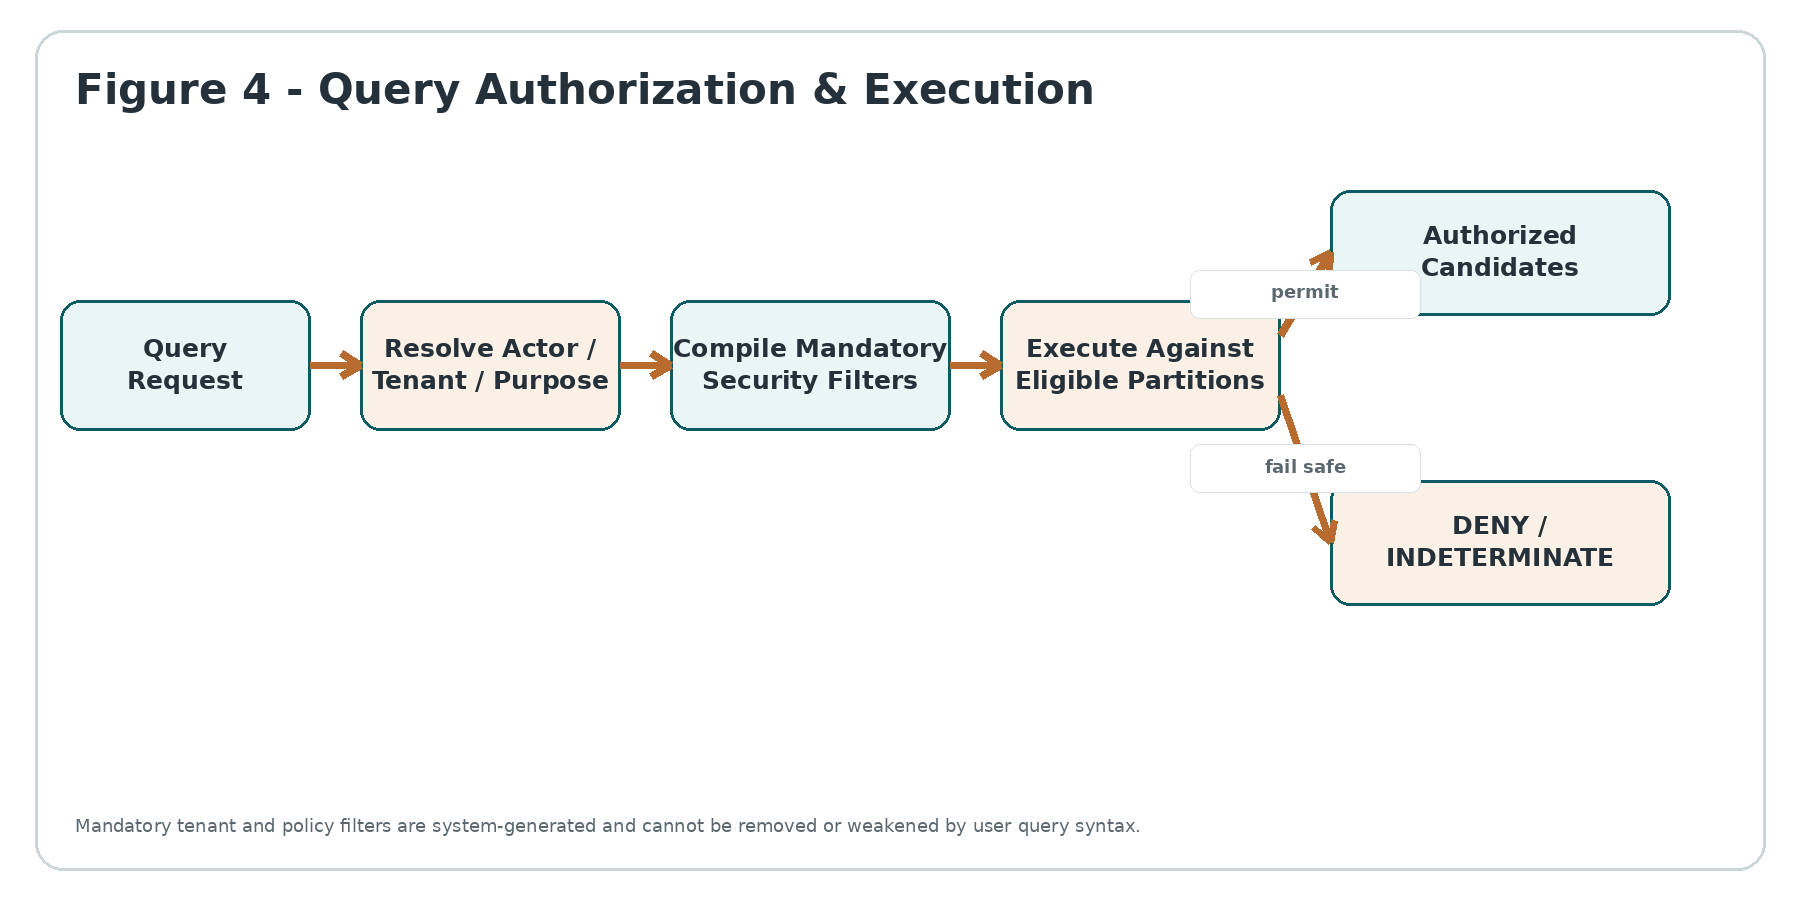 Figure 4 - Query Authorization & Execution
Query
Request
Resolve Actor /
Tenant / Purpose
Compile Mandatory
Security Filters
Execute Against
Eligible Partitions
permit
Authorized
Candidates
fail safe
DENY /
INDETERMINATE
Mandatory tenant and policy filters are system-generated and cannot be removed or weakened by user query syntax.